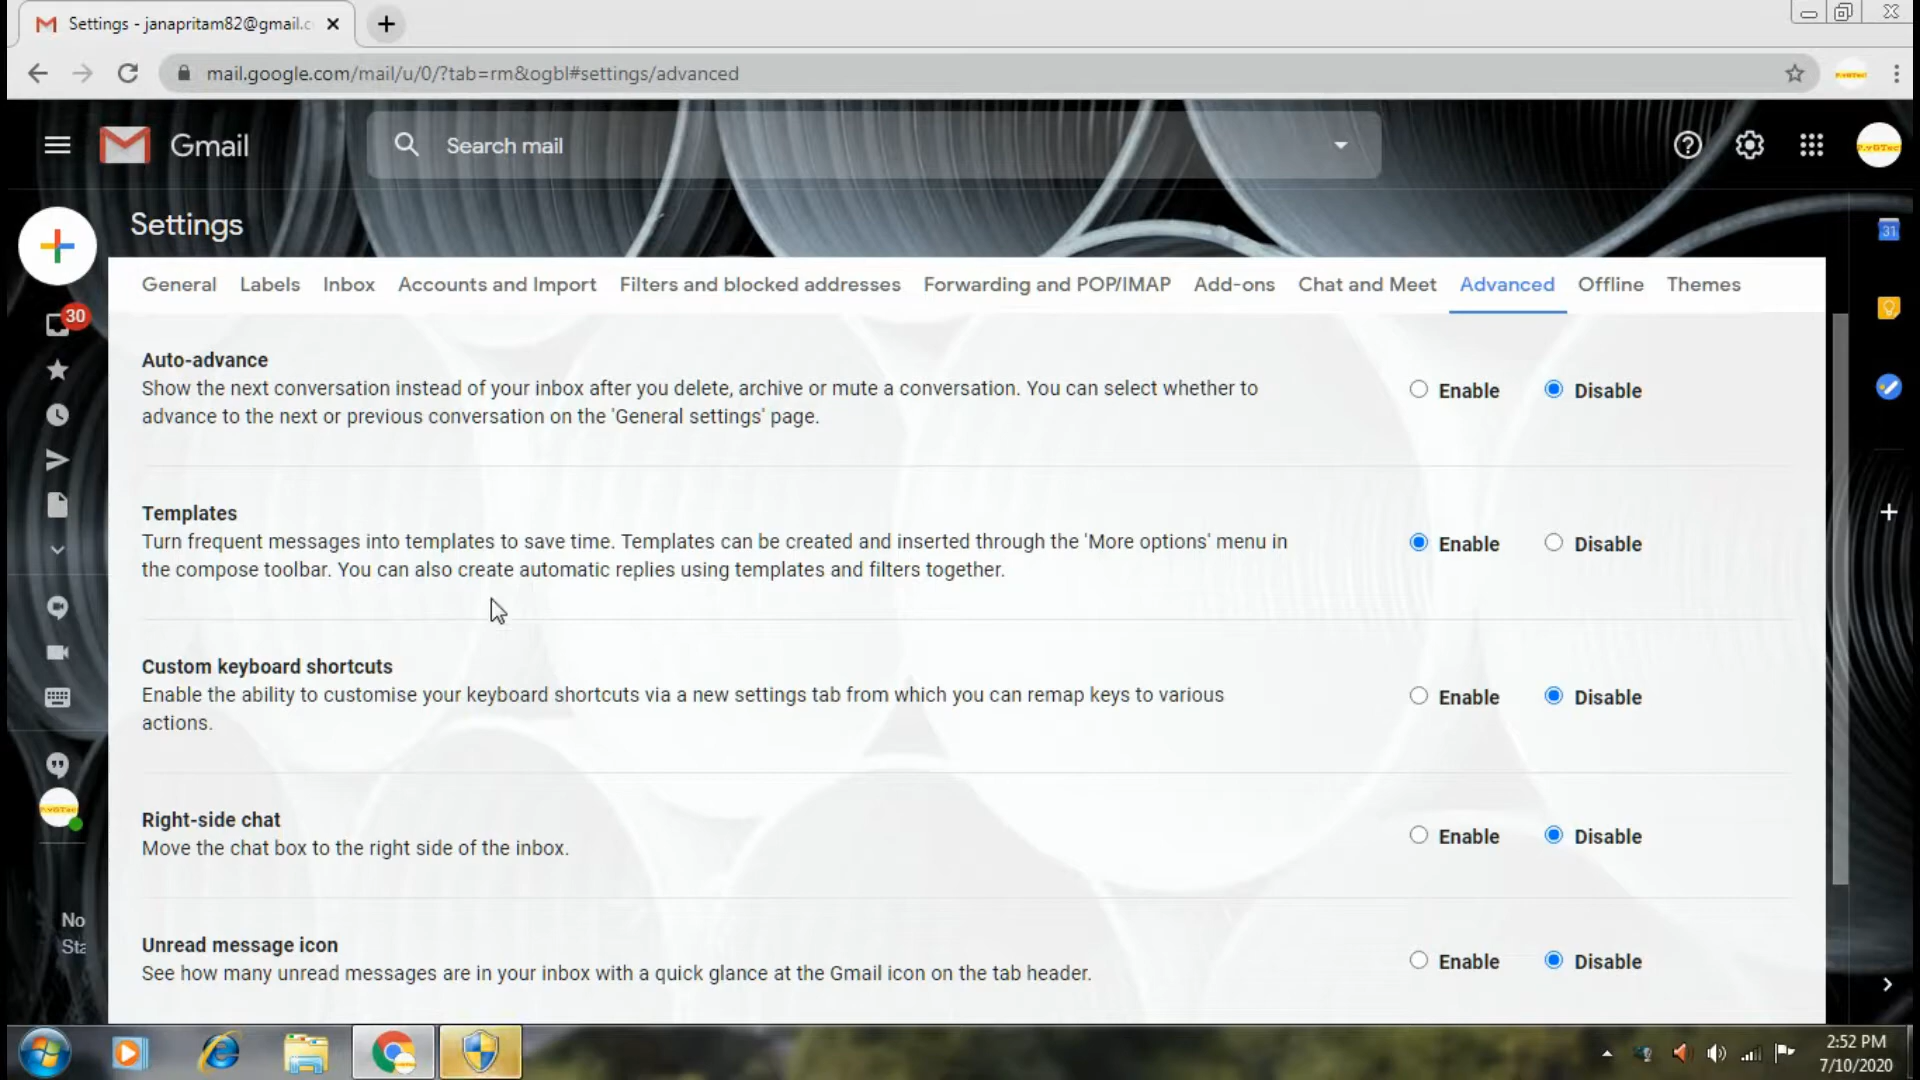 Settings - janapritam82@gmail.c
mail.google.com/mail/u/0/?tab=rm&ogbl#settings/advanced
Gmail
Search mail
Settings
General Labels Inbox Accounts and Import Filters and blocked addresses Forwarding and POP/IMAP Add-ons Chat and Meet Advanced Offline Themes
30
31
Auto-advance
Show the next conversation instead of your inbox after you delete, archive or mute a conversation. You can select whether to
advance to the next or previous conversation on the 'General settings' page.
Enable Disable
Templates
Turn frequent messages into templates to save time. Templates can be created and inserted through the 'More options' menu in
the compose toolbar. You can also create automatic replies using templates and filters together.
Enable Disable
Custom keyboard shortcuts
Enable the ability to customise your keyboard shortcuts via a new settings tab from which you can remap keys to various
actions.
Enable Disable
Right-side chat
Move the chat box to the right side of the inbox.
Enable Disable
No
Sta
Unread message icon
See how many unread messages are in your inbox with a quick glance at the Gmail icon on the tab header.
Enable Disable
2:52 PM
7/10/2020